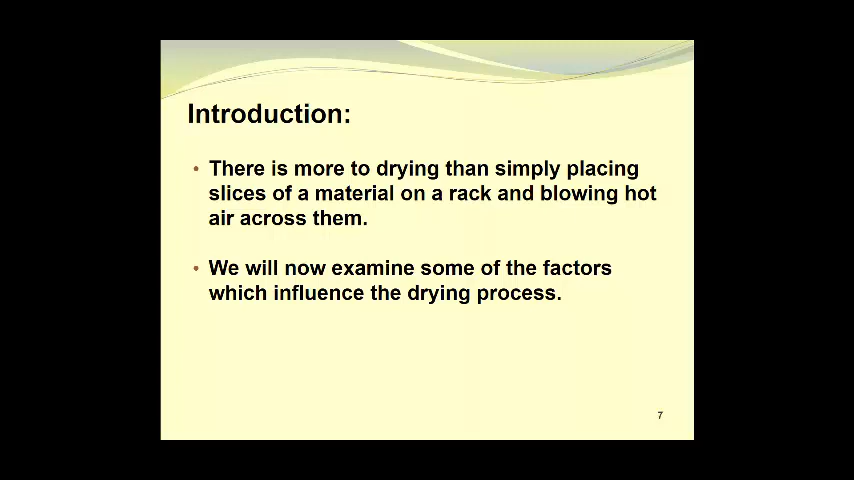 Introduction:
• There is more to drying than simply placing
slices of a material on a rack and blowing hot
air across them.
• We will now examine some of the factors
which influence the drying process.
7